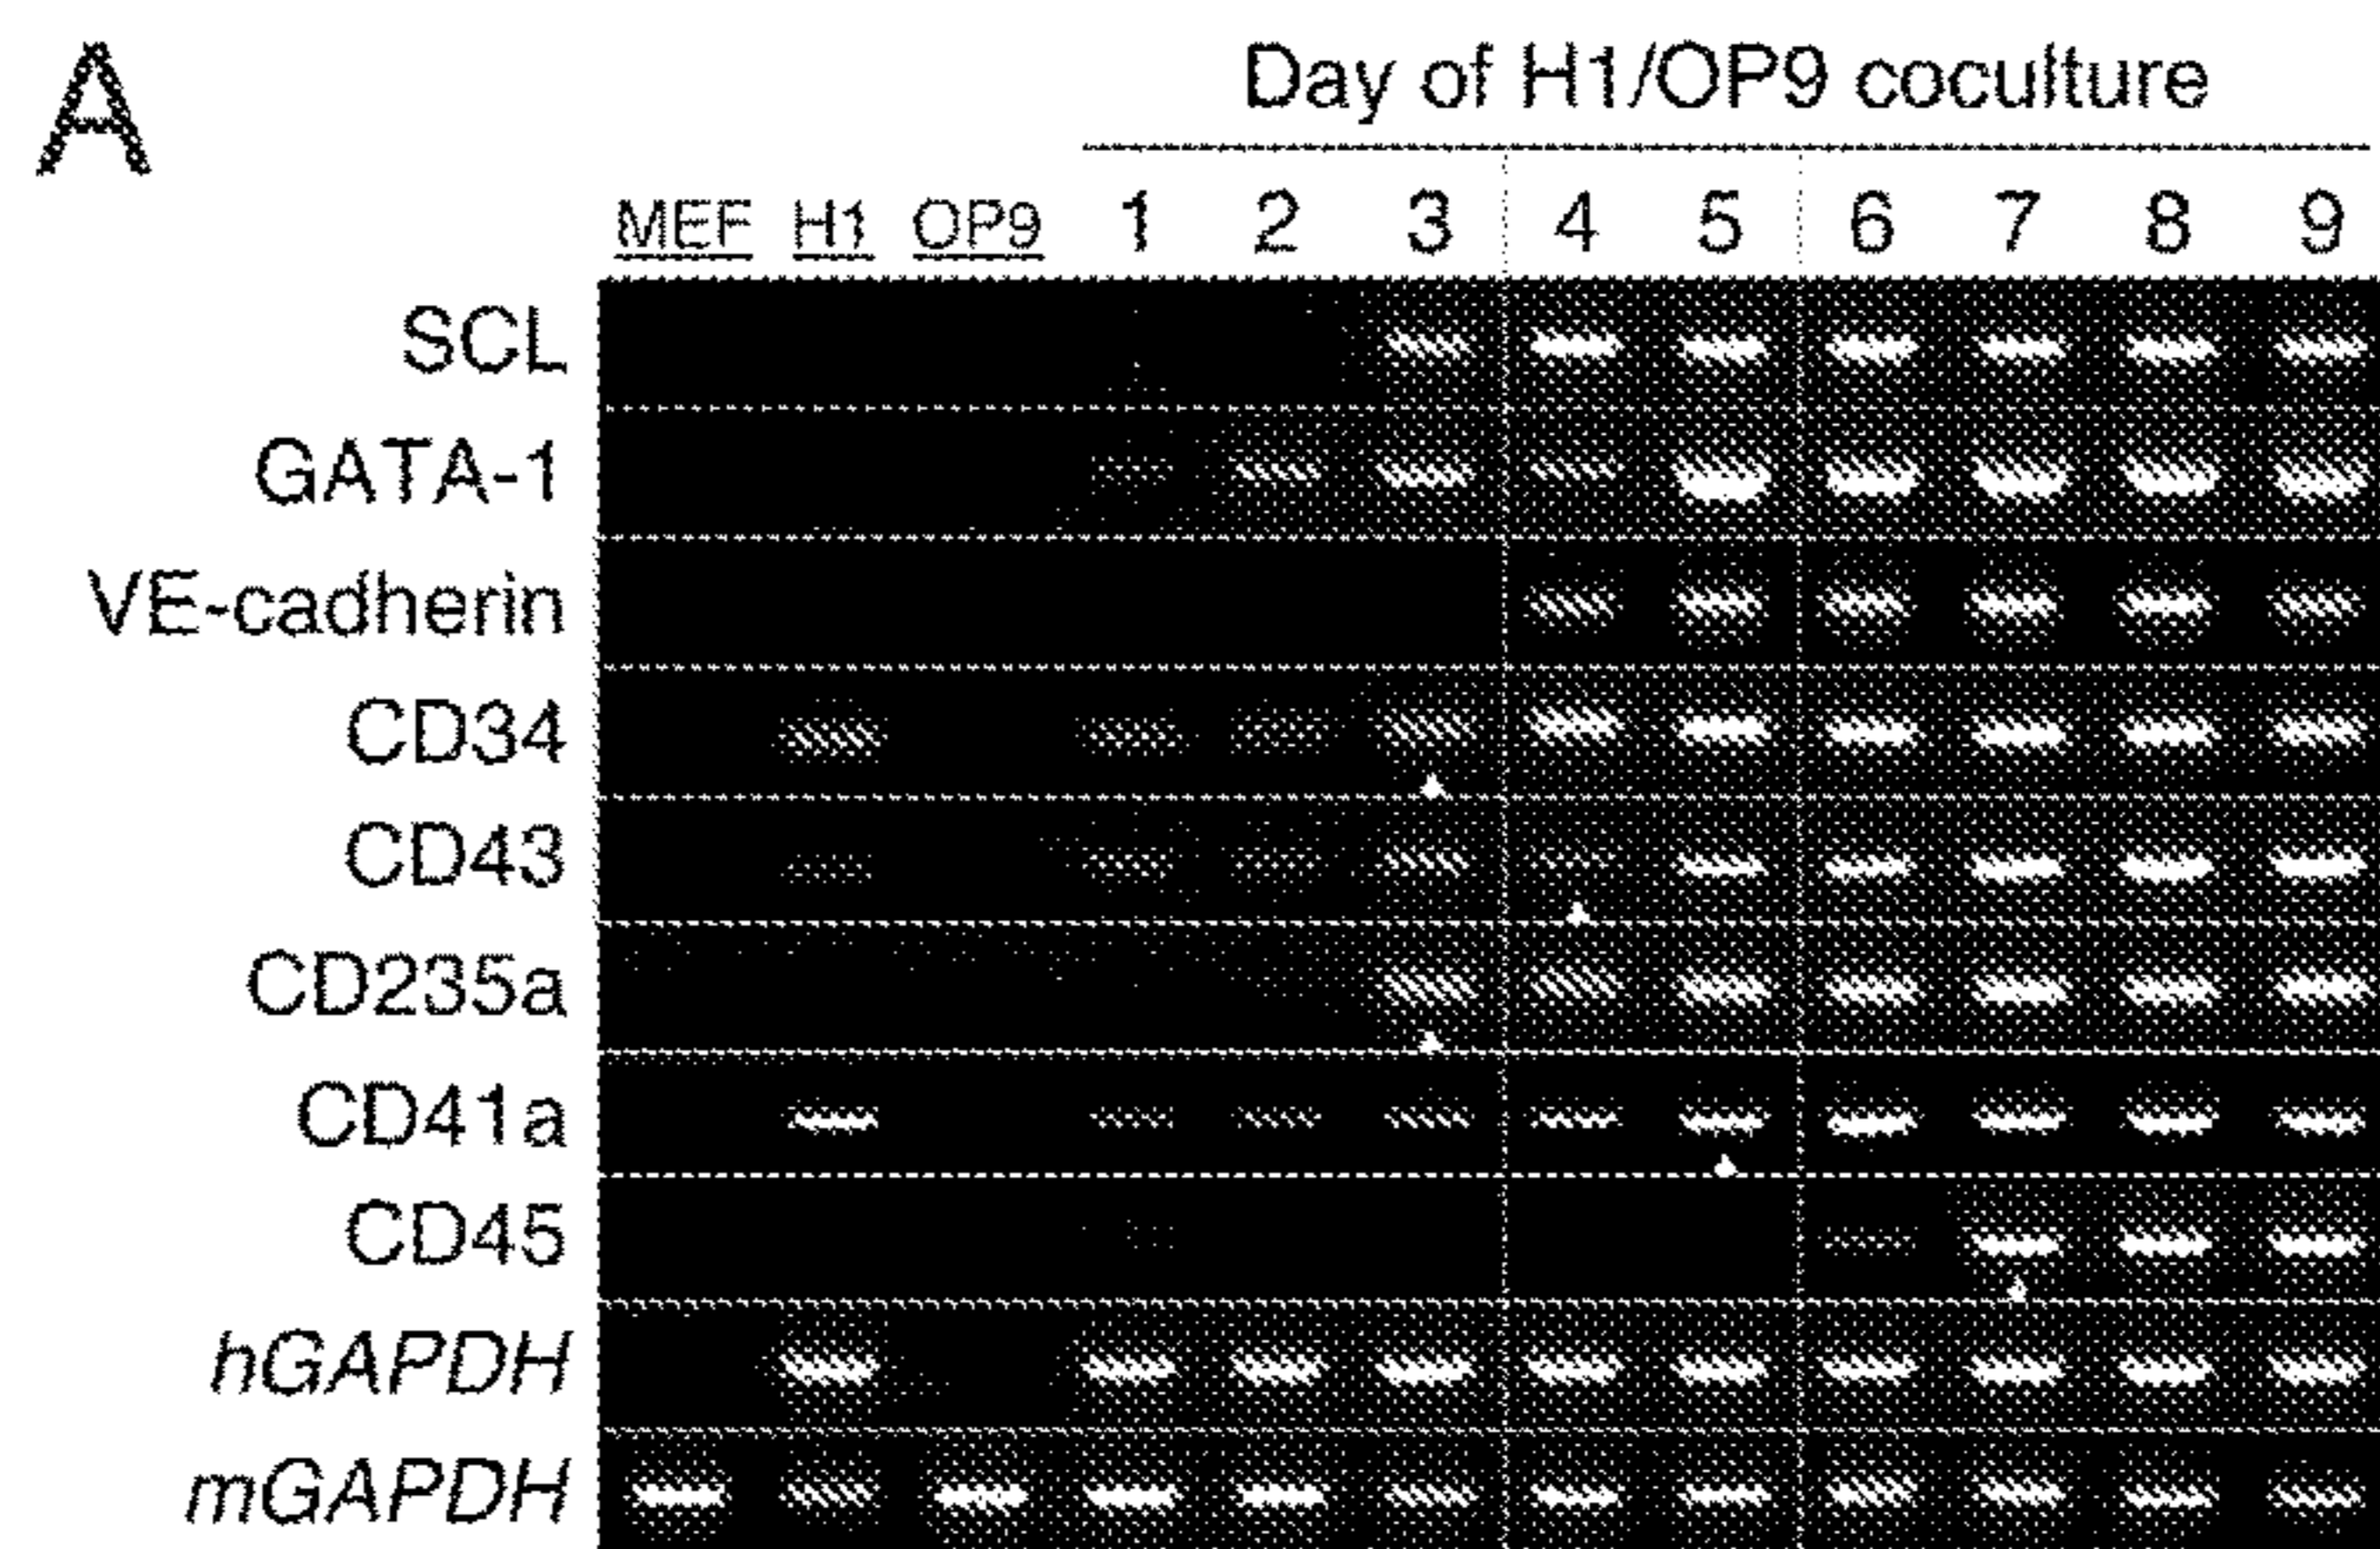 A
Day of H1/OP9 coculture
MEF H1 OP9 1 2 3 4 5 6 7 8 9
SCL
GATA-1
VE-cadherin
CD34
CD43
CD235a
CD41a
CD45
hGAPDH
mGAPDH